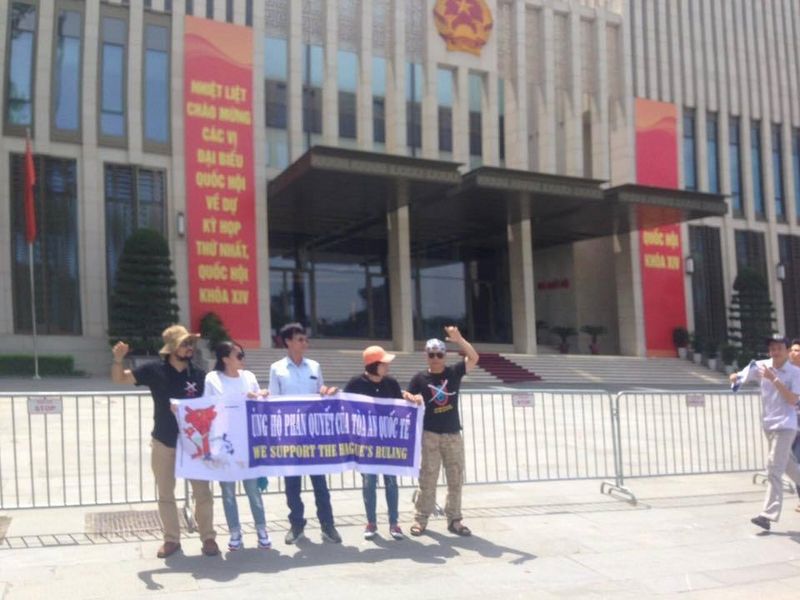 NHIỆT LIỆT
CHÀO MỪNG
CÁC VỊ
ĐẠI BIỂU
QUỐC HỘI
VỀ DỰ
KỲ HỌP
THỨ NHẤT,
QUỐC HỘI
KHÓA XIV
QUỐC HỘI
KHÓA XIV
STOP
ỦNG HỘ PHÁN QUYẾT CỦA TÒA ÁN QUỐC TẾ
WE SUPPORT THE HAGUE'S RULING